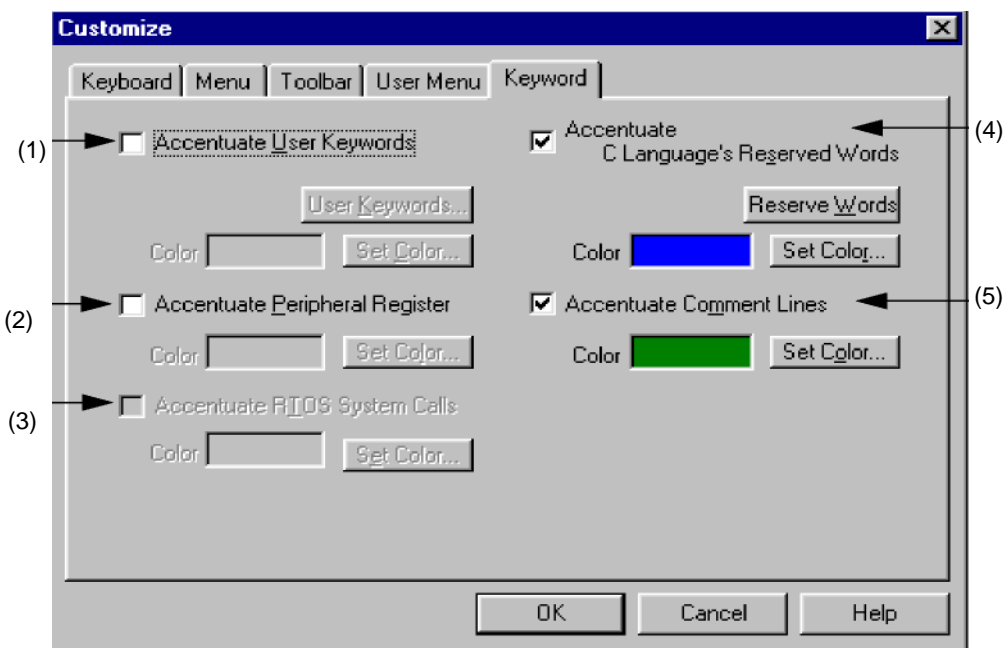 Customize
Keyboard Menu Toolbar User Menu Keyword
(1)
Accentuate User Keywords
User Keywords...
Color
Set Color...
(2)
Accentuate Peripheral Register
Color
Set Color...
(3)
Accentuate RTOS System Calls
Color
Set Color...
(4)
Accentuate
C Language's Reserved Words
Reserve Words
Color
Set Color...
(5)
Accentuate Comment Lines
Color
Set Color...
OK Cancel Help